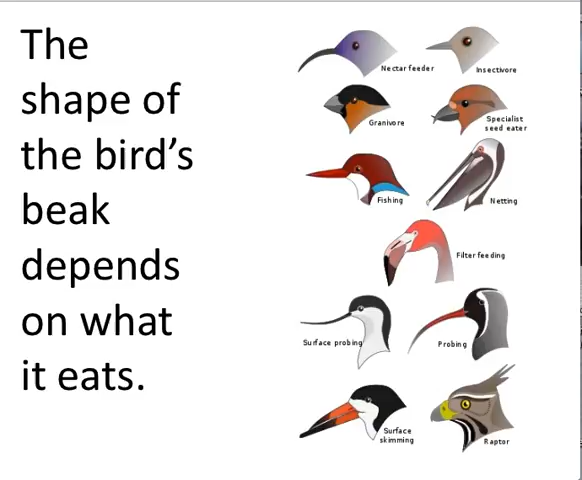 The
shape of
the bird’s
beak
depends
on what
it eats.
Nectar feeder
Insectivore
Granivore
Specialist
seed eater
Fishing
Netting
Filter feeding
Surface probing
Probing
Surface
skimming
Raptor